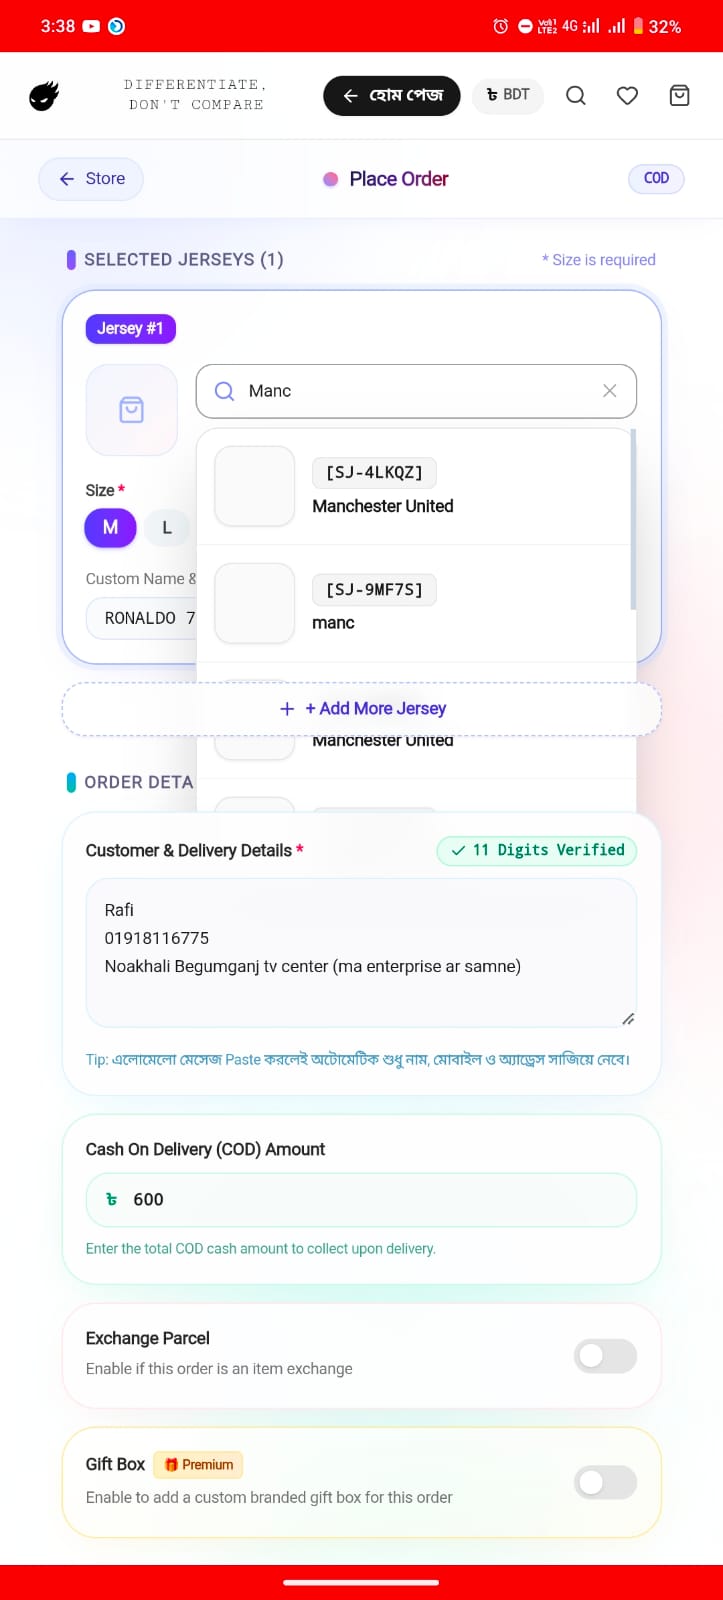 3:38
Vo)) 1
LTE2
4G
32%
DIFFERENTIATE,
DON'T COMPARE
← হোম পেজ
৳ BDT
← Store
Place Order
COD
SELECTED JERSEYS (1)
* Size is required
Jersey #1
Manc
[SJ-4LKQZ]
Manchester United
Size *
M
L
[SJ-9MF7S]
manc
Custom Name &
RONALDO 7
+ + Add More Jersey
Manchester United
ORDER DETA
Customer & Delivery Details *
✓ 11 Digits Verified
Rafi
01918116775
Noakhali Begumganj tv center (ma enterprise ar samne)
Tip: এলোমেলো মেসেজ Paste করলেই অটোমেটিক শুধু নাম, মোবাইল ও অ্যাড্রেস সাজিয়ে নেবে।
Cash On Delivery (COD) Amount
৳ 600
Enter the total COD cash amount to collect upon delivery.
Exchange Parcel
Enable if this order is an item exchange
Gift Box
Premium
Enable to add a custom branded gift box for this order